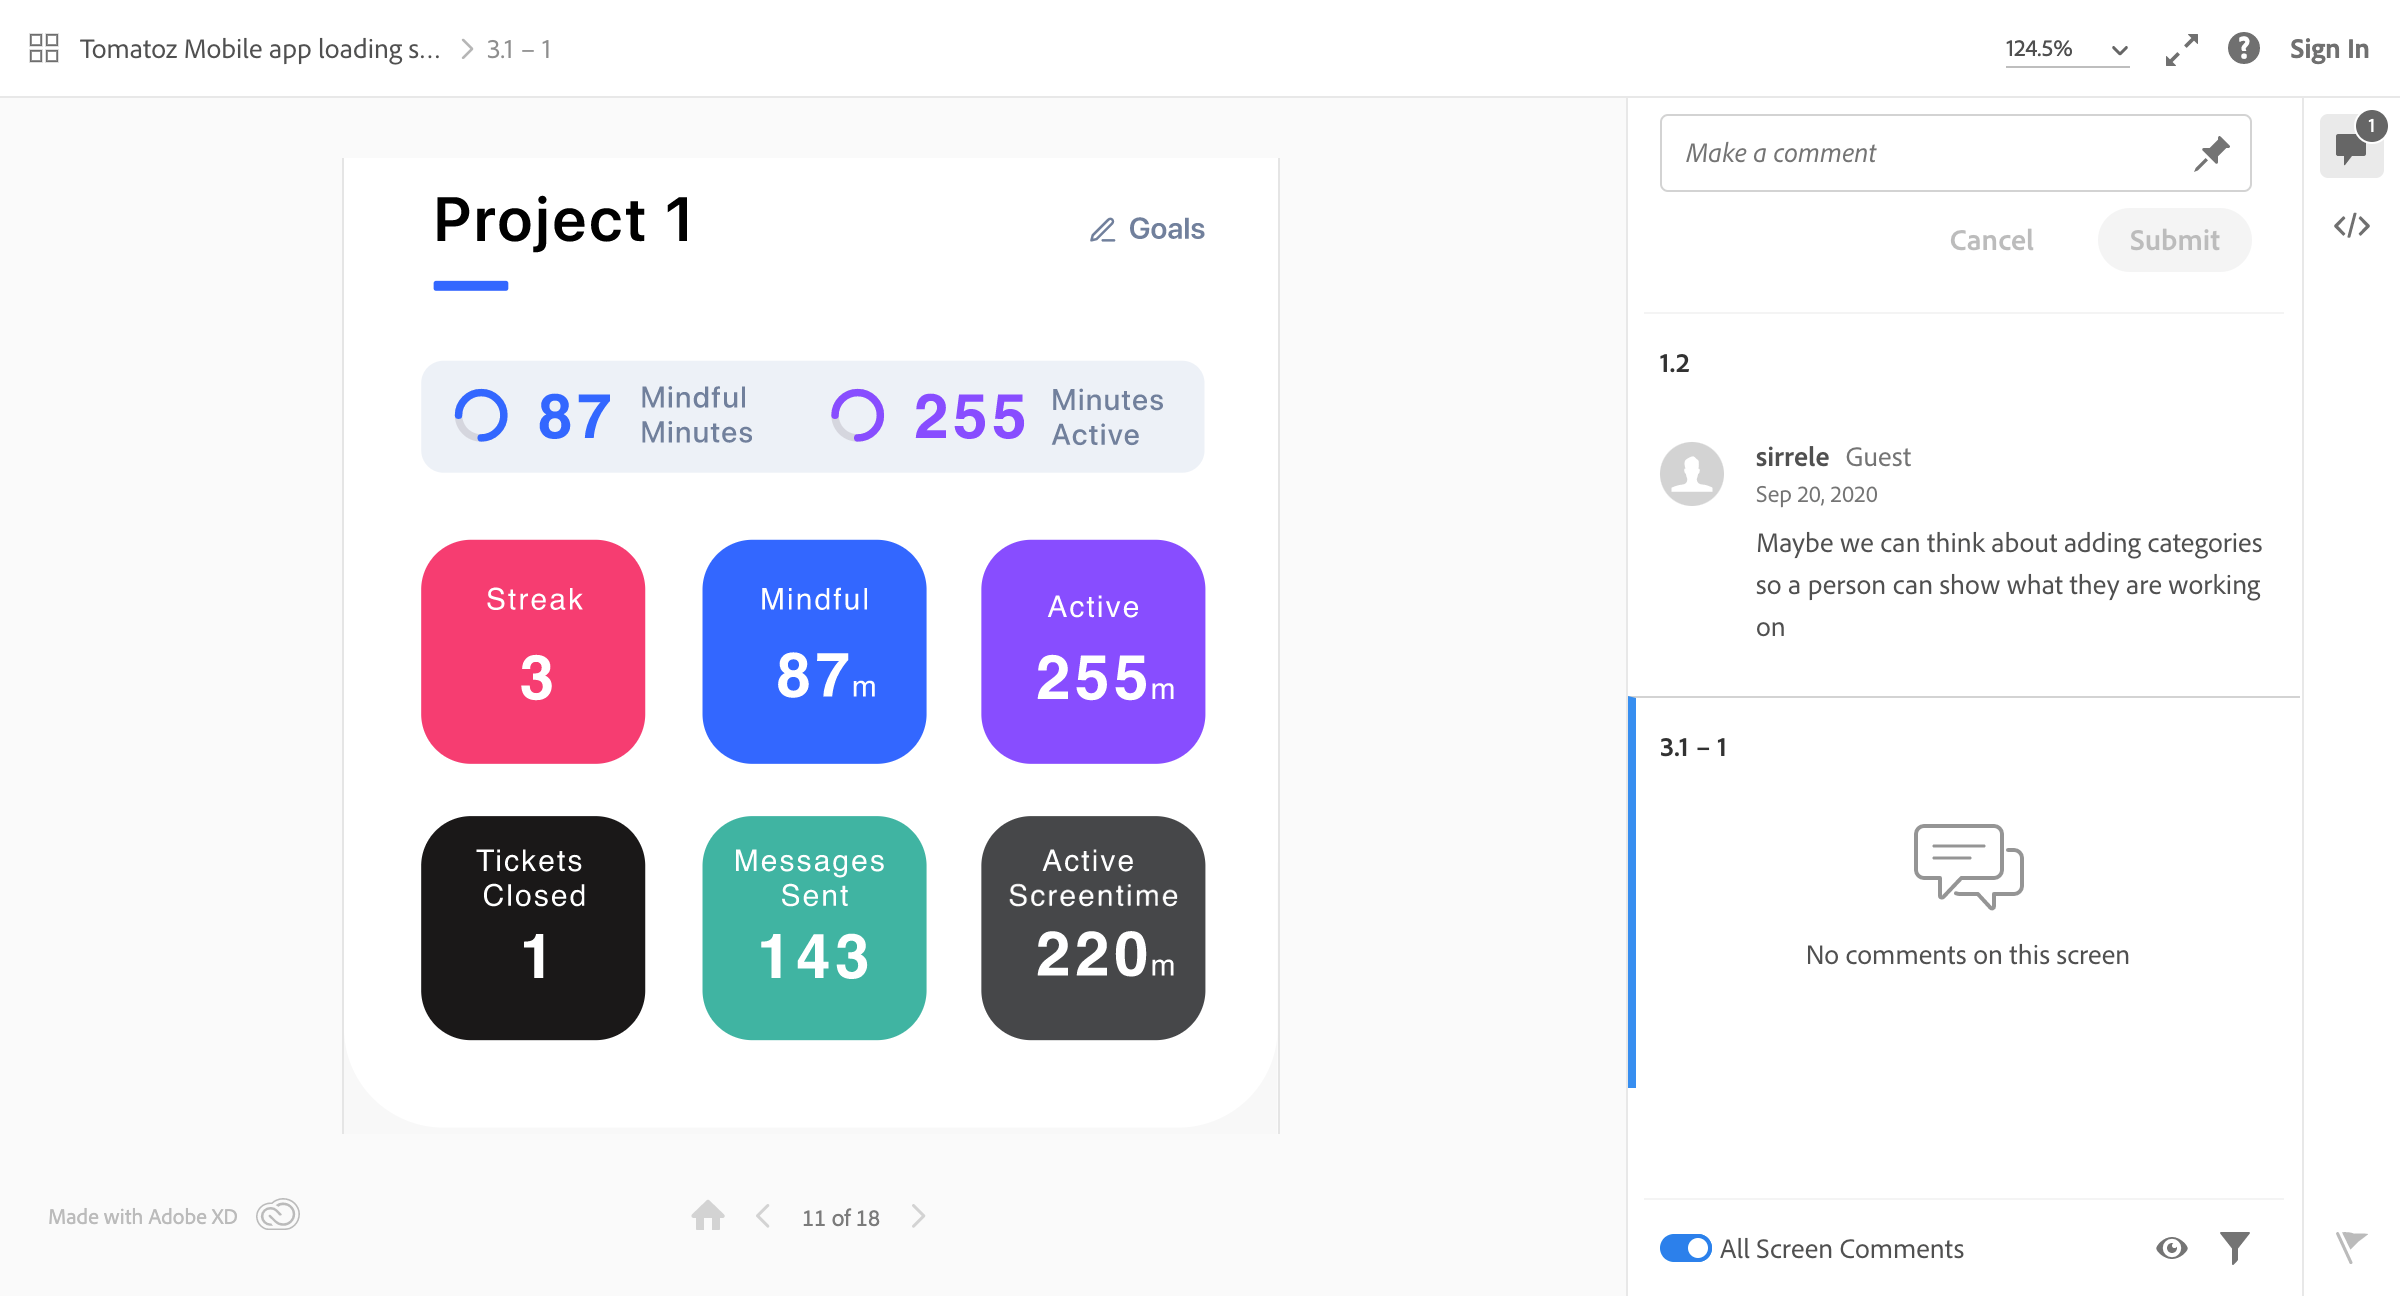 Tomatoz Mobile app loading s... 3.1 – 1
124.5%
Sign In
Project 1
Goals
87 Mindful
Minutes
255 Minutes
Active
Streak
3
Mindful
87m
Active
255m
Tickets
Closed
1
Messages
Sent
143
Active
Screentime
220m
Made with Adobe XD
11 of 18
Make a comment
Cancel
Submit
1.2
sirrele Guest
Sep 20, 2020
Maybe we can think about adding categories
so a person can show what they are working
on
3.1 – 1
No comments on this screen
All Screen Comments
1